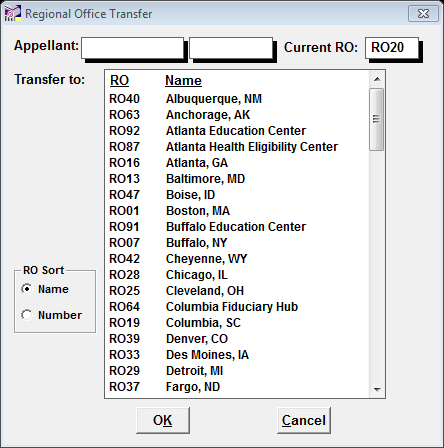 Regional Office Transfer
Appellant: Current RO: RO20
Transfer to:
RO Name
RO40 Albuquerque, NM
RO63 Anchorage, AK
RO92 Atlanta Education Center
RO87 Atlanta Health Eligibility Center
RO16 Atlanta, GA
RO13 Baltimore, MD
RO47 Boise, ID
RO01 Boston, MA
RO91 Buffalo Education Center
RO07 Buffalo, NY
RO42 Cheyenne, WY
RO28 Chicago, IL
RO25 Cleveland, OH
RO64 Columbia Fiduciary Hub
RO19 Columbia, SC
RO39 Denver, CO
RO33 Des Moines, IA
RO29 Detroit, MI
RO37 Fargo, ND
RO Sort
Name
Number
OK Cancel